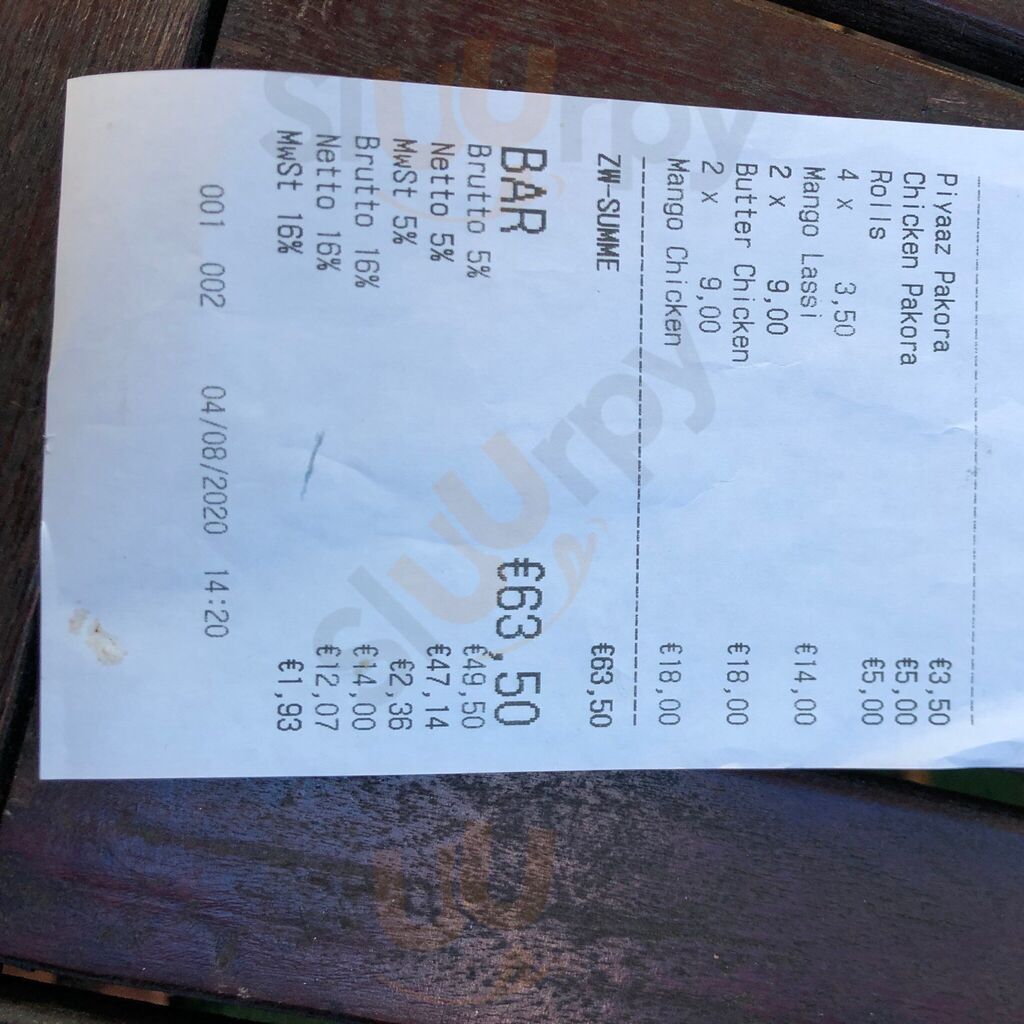 Piyaaz Pakora €3,50
Chicken Pakora €5,00
Rolls €5,00
4 x 3,50
Mango Lassi €14,00
2 x 9,00
Butter Chicken €18,00
2 x 9,00
Mango Chicken €18,00
ZW-SUMME €63,50
BAR €63,50
Brutto 5% €49,50
Netto 5% €47,14
MwSt 5% €2,36
Brutto 16% €14,00
Netto 16% €12,07
MwSt 16% €1,93
001 002 04/08/2020 14:20
sluurpy
sluurpy